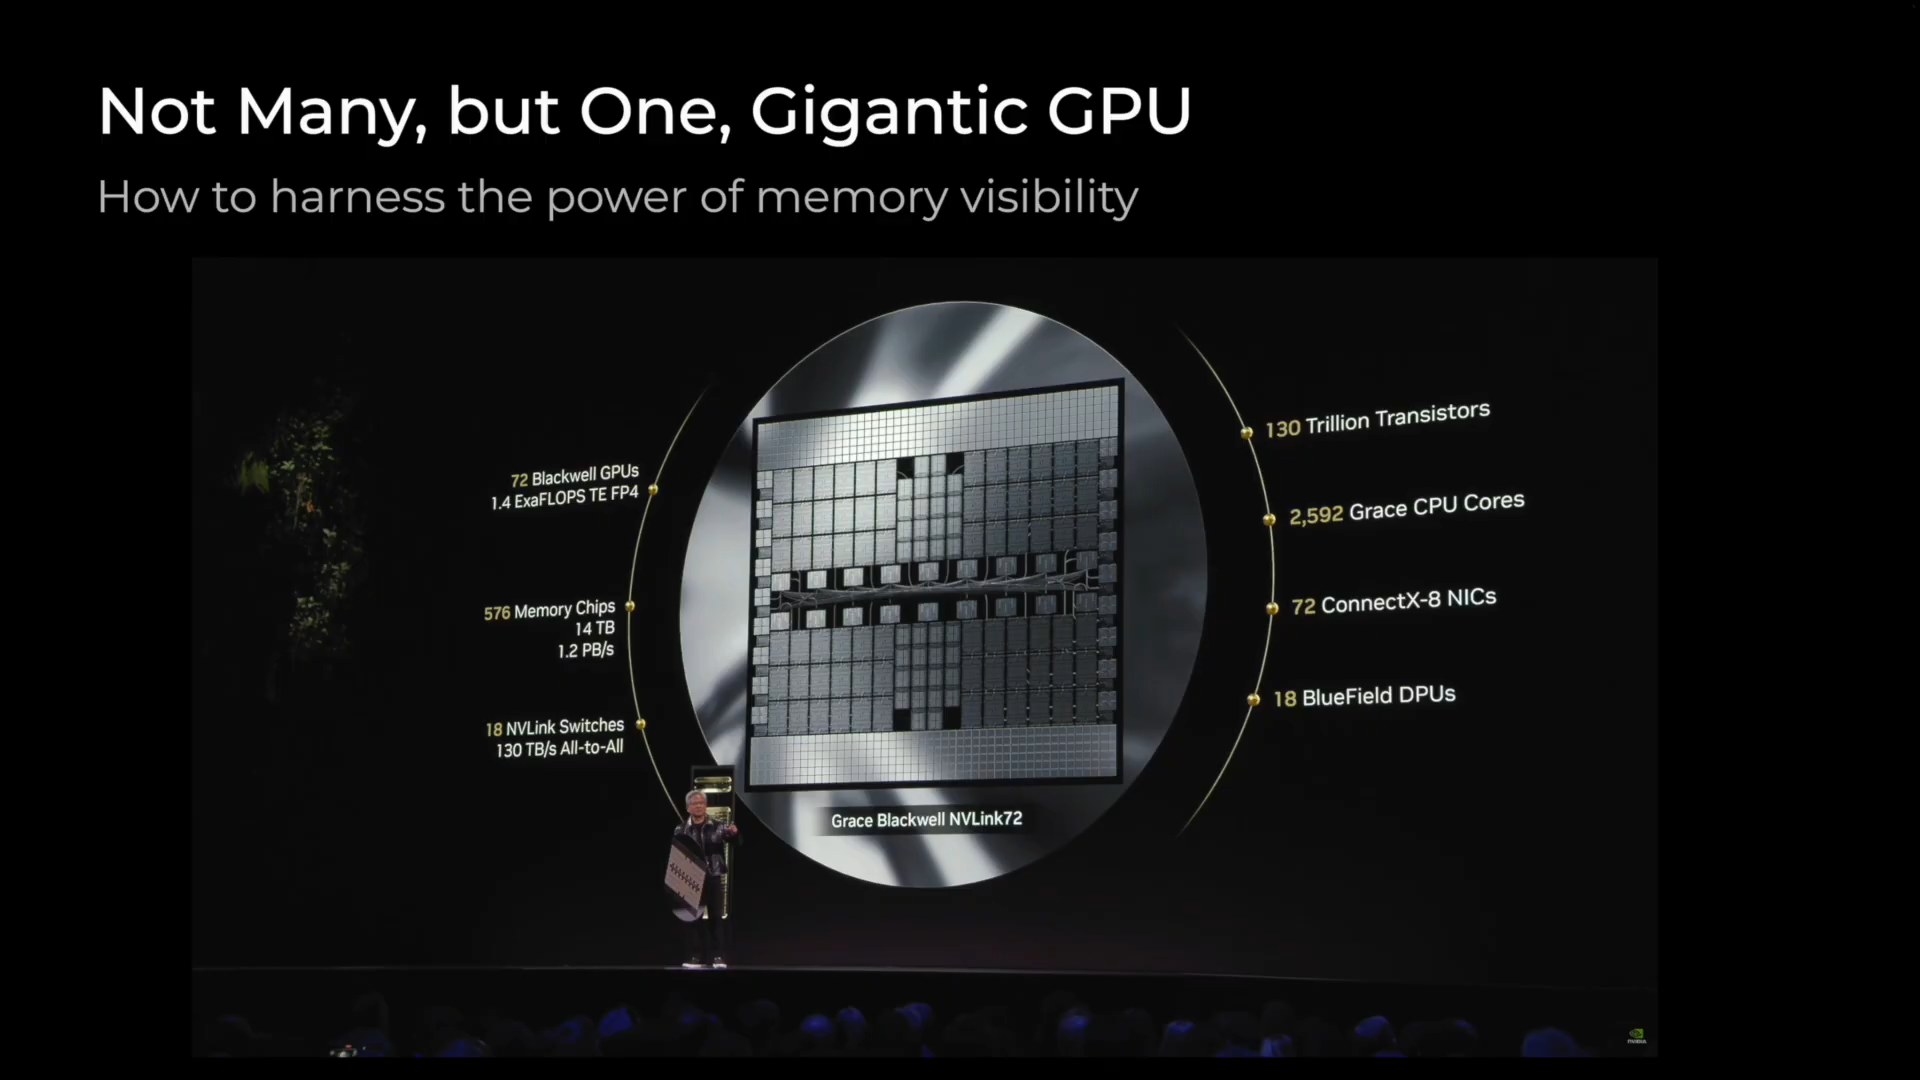 Not Many, but One, Gigantic GPU
How to harness the power of memory visibility
72 Blackwell GPUs
1.4 ExaFLOPS TE FP4
576 Memory Chips
14 TB
1.2 PB/s
18 NVLink Switches
130 TB/s All-to-All
130 Trillion Transistors
2,592 Grace CPU Cores
72 ConnectX-8 NICs
18 BlueField DPUs
Grace Blackwell NVLink72
NVIDIA